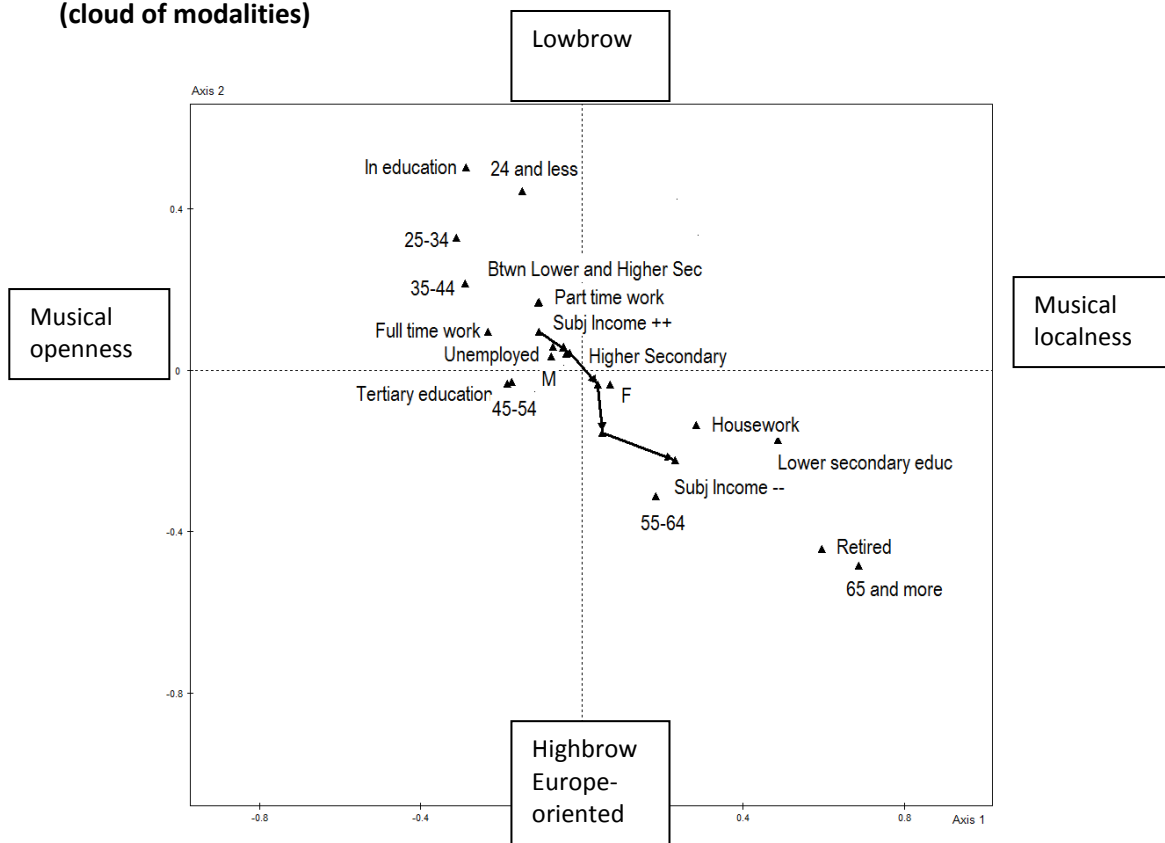 (cloud of modalities)
Lowbrow
Axis 2
In education
24 and less
0.4
25-34
Btwn Lower and Higher Sec
35-44
Part time work
Musical
openness
Full time work
Subj Income ++
Musical
localness
Unemployed
Higher Secondary
0
M
Tertiary education
45-54
F
Housework
Lower secondary educ
Subj Income --
55-64
-0.4
Retired
65 and more
-0.8
Highbrow
Europe-
oriented
-0.8
-0.4
0.4
0.8
Axis 1